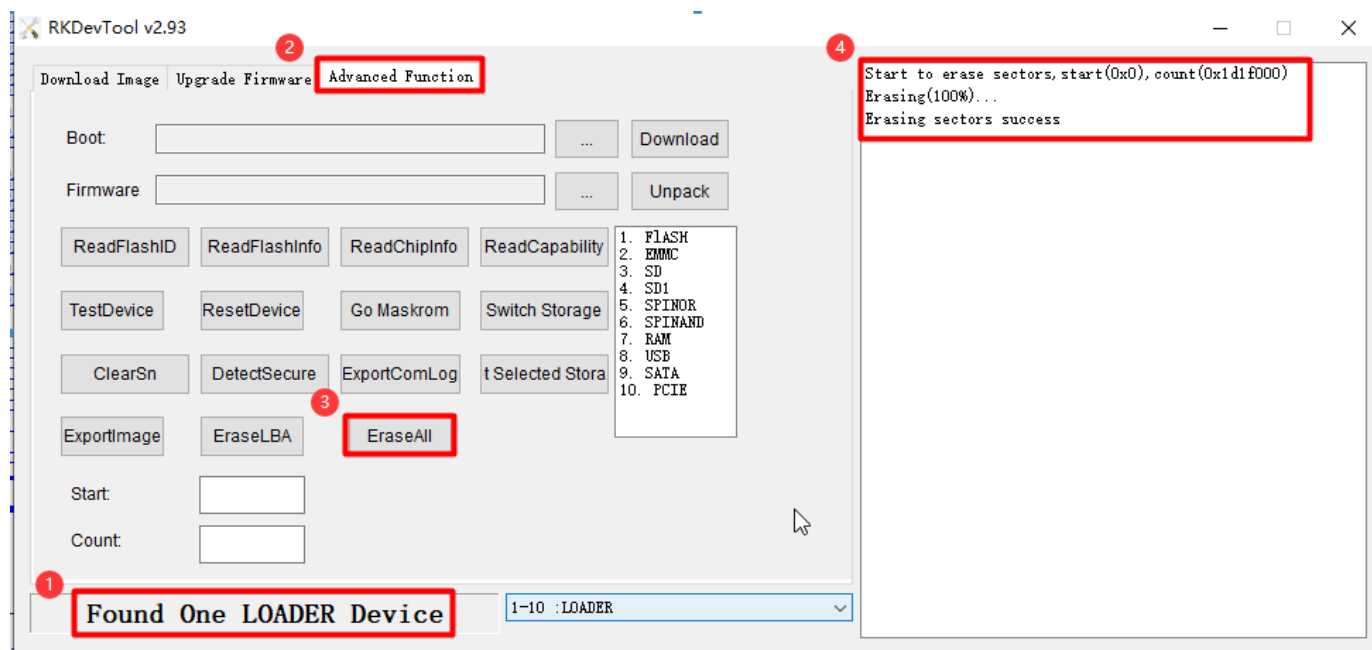 RKDevTool v2.93
2
4
Download Image Upgrade Firmware Advanced Function
Boot: ... Download
Firmware ... Unpack
ReadFlashID ReadFlashInfo ReadChipInfo ReadCapability
TestDevice ResetDevice Go Maskrom Switch Storage
ClearSn DetectSecure ExportComLog t Selected Stora
3
ExportImage EraseLBA EraseAll
1. FlASH
2. EMMC
3. SD
4. SD1
5. SPINOR
6. SPINAND
7. RAM
8. USB
9. SATA
10. PCIE
Start:
Count:
1
Found One LOADER Device
1-10 :LOADER
Start to erase sectors,start(0x0),count(0x1d1f000)
Erasing(100%)...
Erasing sectors success